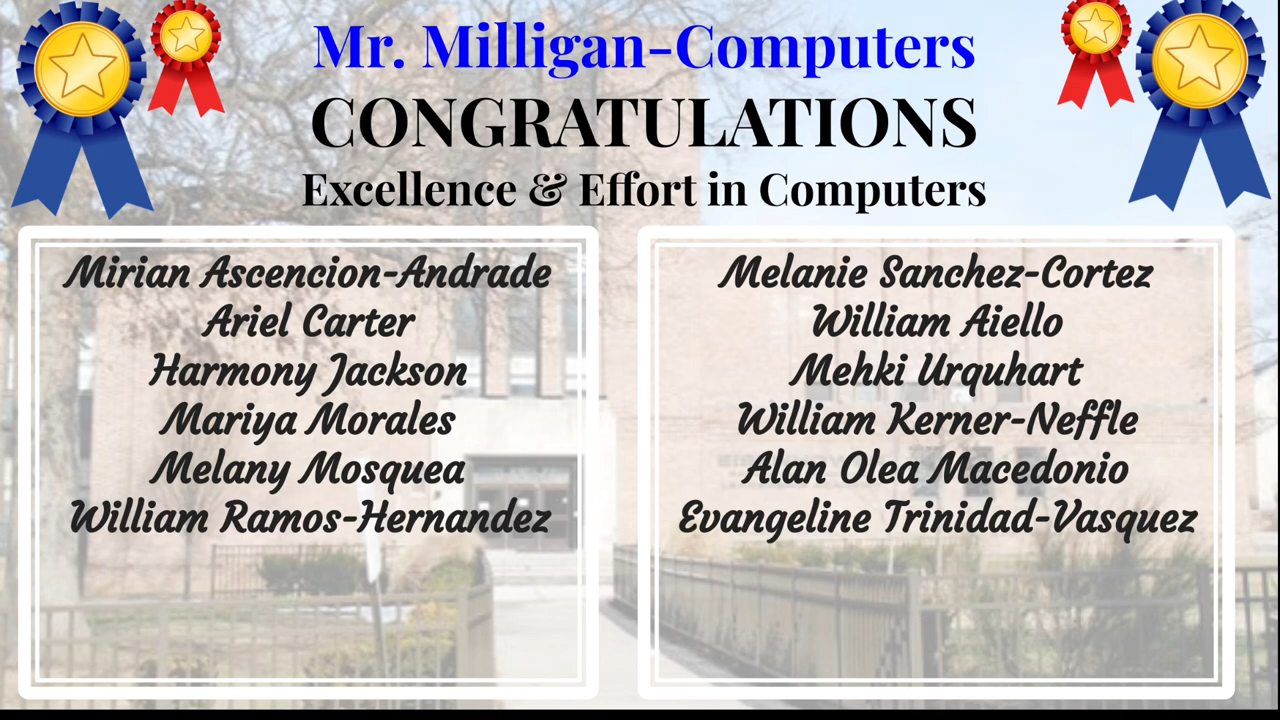 Mr. Milligan-Computers
CONGRATULATIONS
Excellence & Effort in Computers
Mirian Ascencion-Andrade
Ariel Carter
Harmony Jackson
Mariya Morales
Melany Mosquea
William Ramos-Hernandez
Melanie Sanchez-Cortez
William Aiello
Mehki Urquhart
William Kerner-Neffle
Alan Olea Macedonio
Evangeline Trinidad-Vasquez